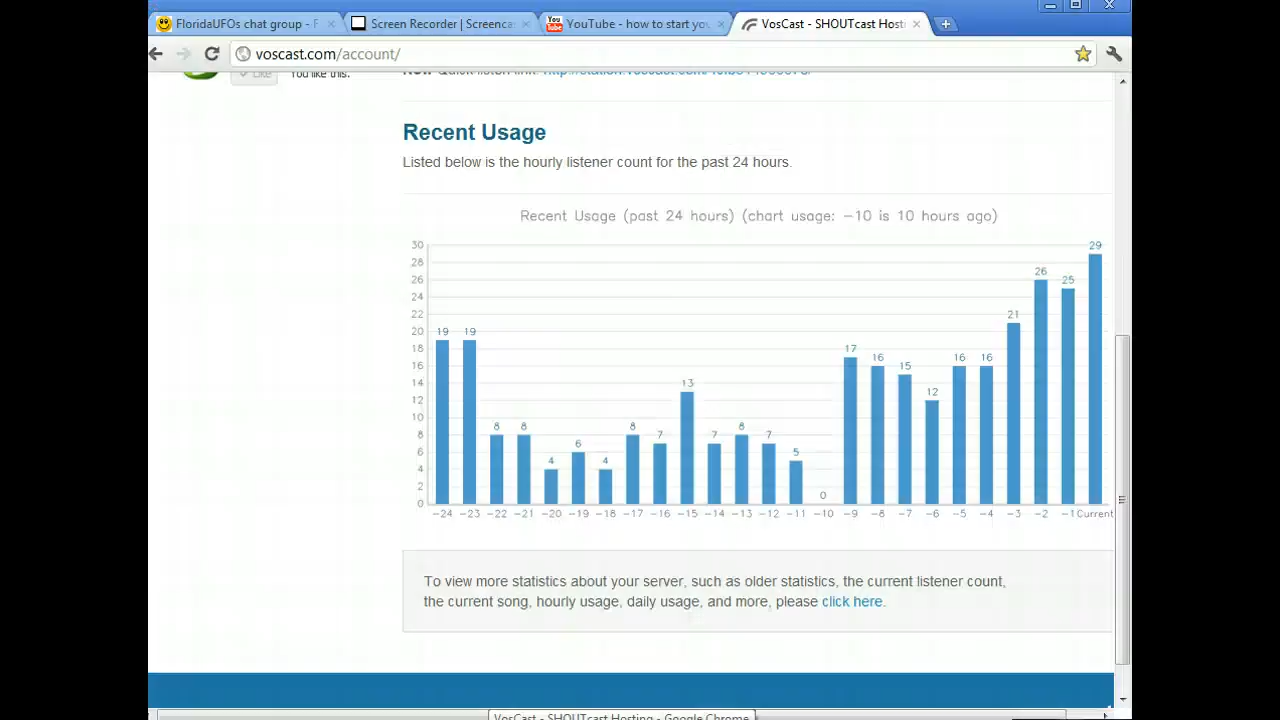 FloridaUFOs chat group - F
Screen Recorder | Screencas
YouTube - how to start you
VosCast - SHOUTcast Hosti
voscast.com/account/
Like
You like this.
Recent Usage
Listed below is the hourly listener count for the past 24 hours.
Recent Usage (past 24 hours) (chart usage: -10 is 10 hours ago)
30
28
26
24
22
20
18
16
14
12
10
8
6
4
2
0
19 19 8 8 4 6 4 8 7 13 7 8 7 5 0 17 16 15 12 16 16 21 26 25 29
-24 -23 -22 -21 -20 -19 -18 -17 -16 -15 -14 -13 -12 -11 -10 -9 -8 -7 -6 -5 -4 -3 -2 -1 Current
To view more statistics about your server, such as older statistics, the current listener count,
the current song, hourly usage, daily usage, and more, please click here.
VosCast - SHOUTcast Hosting - Google Chrome